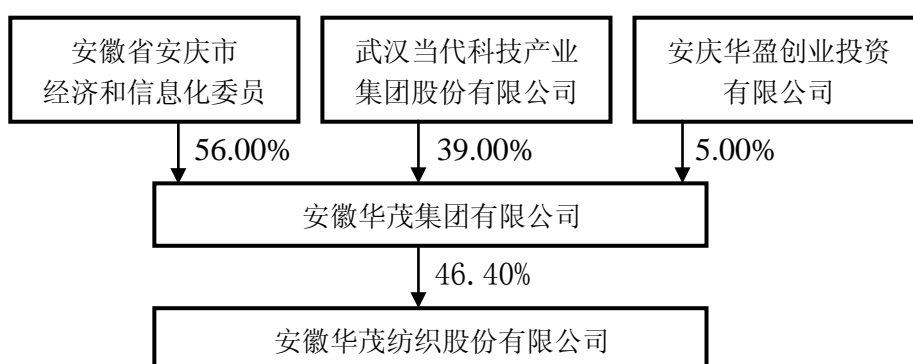 安徽省安庆市
经济和信息化委员
武汉当代科技产业
集团股份有限公司
安庆华盈创业投资
有限公司
56.00%
39.00%
5.00%
安徽华茂集团有限公司
46.40%
安徽华茂纺织股份有限公司